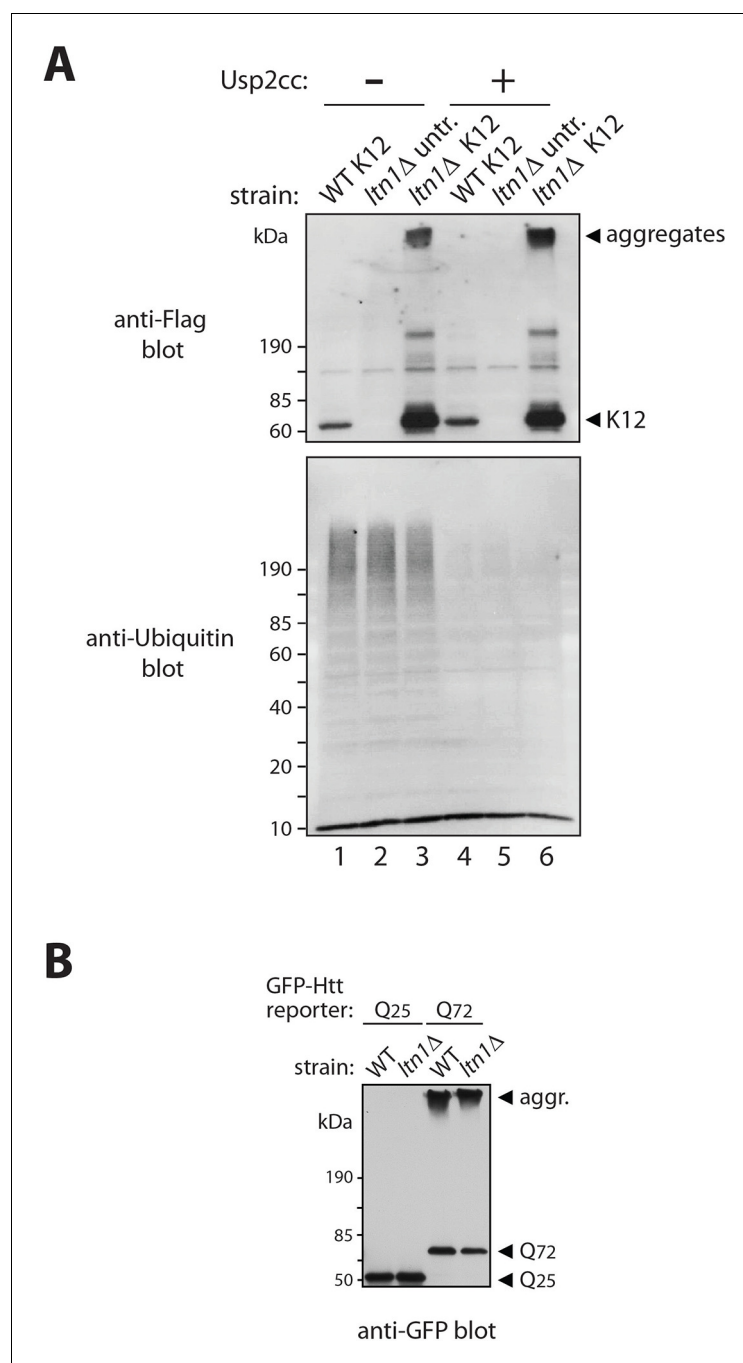 A
Usp2cc: – +
strain: WT K12 ltn1Δ untr. ltn1Δ K12 WT K12 ltn1Δ untr. ltn1Δ K12
kDa
aggregates
anti-Flag
blot
190
85
60
K12
anti-Ubiquitin
blot
190
85
60
40
20
10
1 2 3 4 5 6
B
GFP-Htt
reporter: Q25 Q72
strain: WT ltn1Δ WT ltn1Δ
aggr.
kDa
190
85
Q72
50
Q25
anti-GFP blot